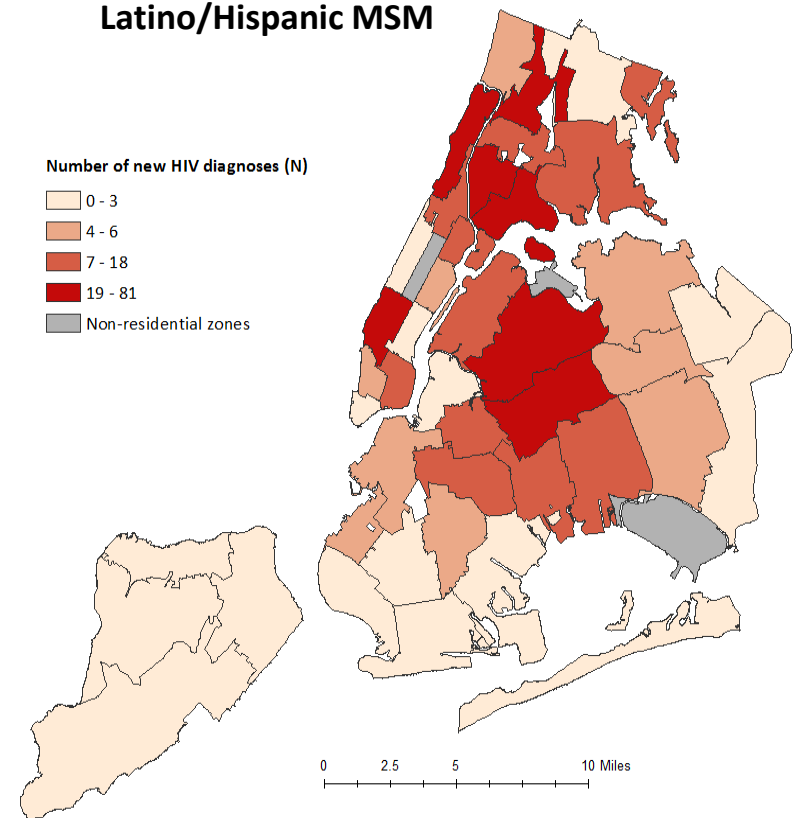 Latino/Hispanic MSM
Number of new HIV diagnoses (N)
0 - 3
4 - 6
7 - 18
19 - 81
Non-residential zones
0 2.5 5 10 Miles